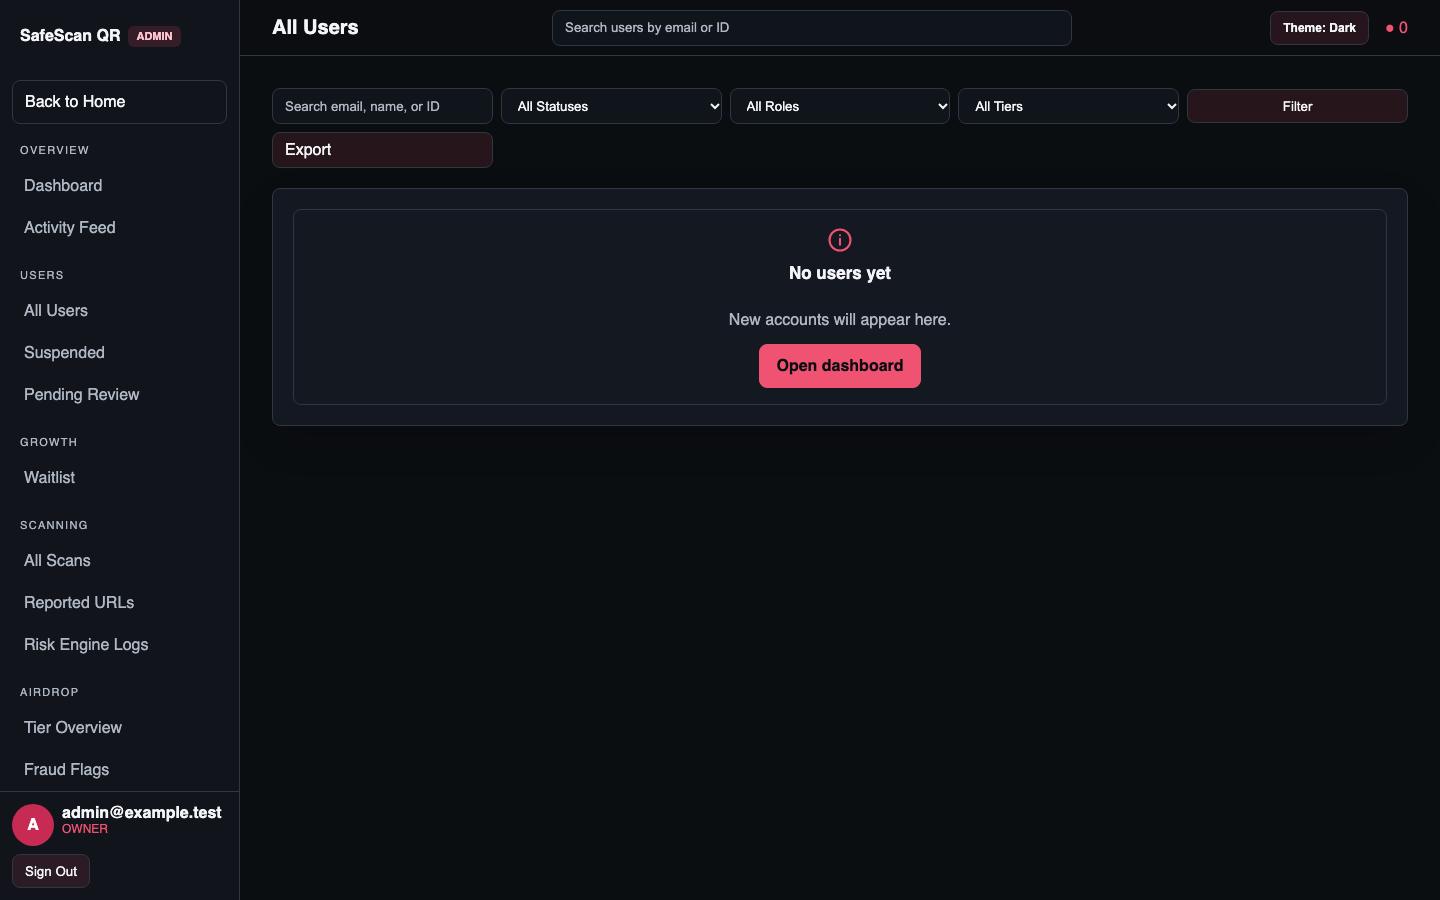 SafeScan QR ADMIN
Back to Home
OVERVIEW
Dashboard
Activity Feed
USERS
All Users
Suspended
Pending Review
GROWTH
Waitlist
SCANNING
All Scans
Reported URLs
Risk Engine Logs
AIRDROP
Tier Overview
Fraud Flags
A
admin@example.test
OWNER
Sign Out
All Users
Search users by email or ID
Theme: Dark
0
Search email, name, or ID
All Statuses
All Roles
All Tiers
Filter
Export
No users yet
New accounts will appear here.
Open dashboard